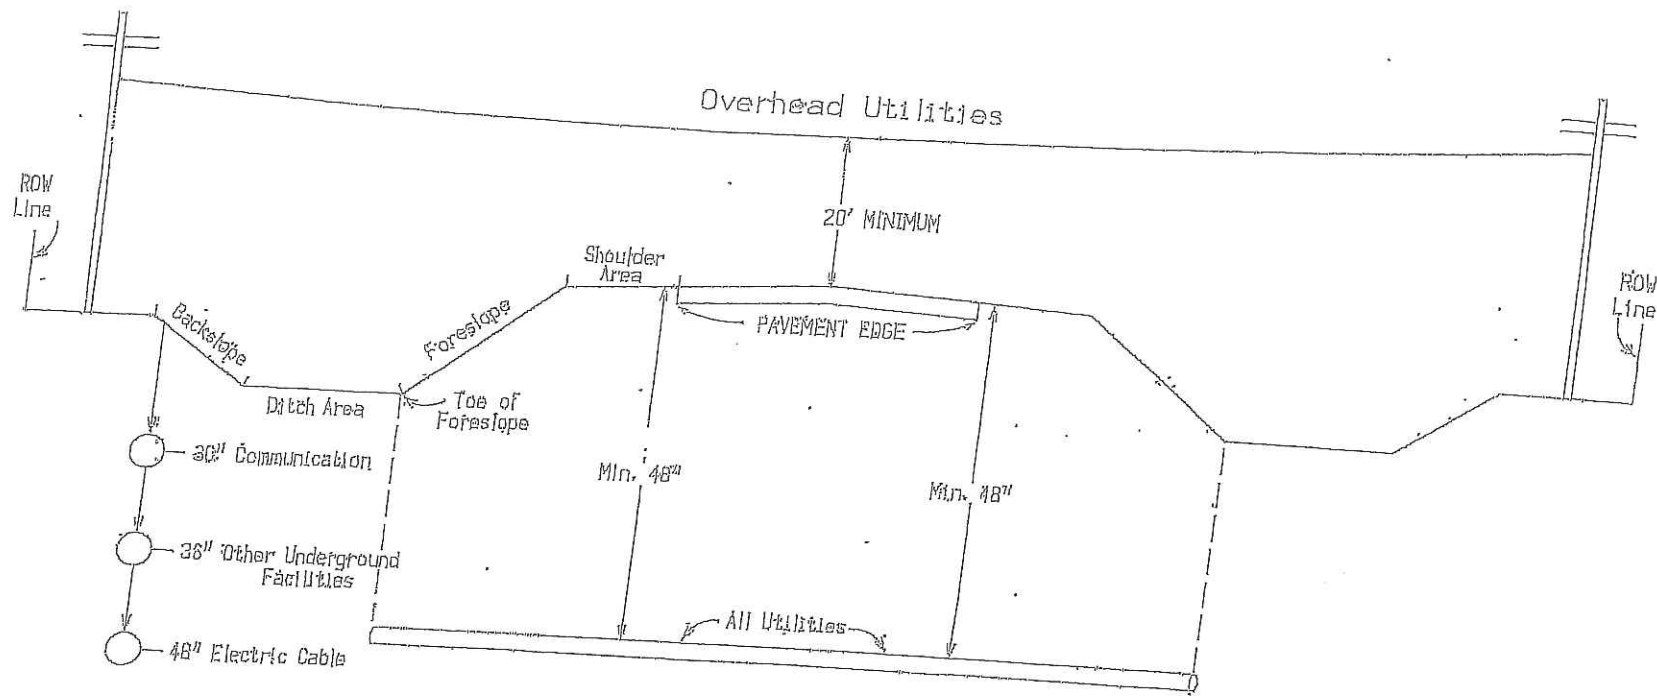 Overhead Utilities
ROW
Line
20' MINIMUM
Shoulder
Area
ROW
Line
Backslope
Foreslope
PAVEMENT EDGE
Ditch Area
Toe of
Foreslope
30" Communication
Min. 48"
Min. 48"
36" Other Underground
Facilities
All Utilities
48" Electric Cable